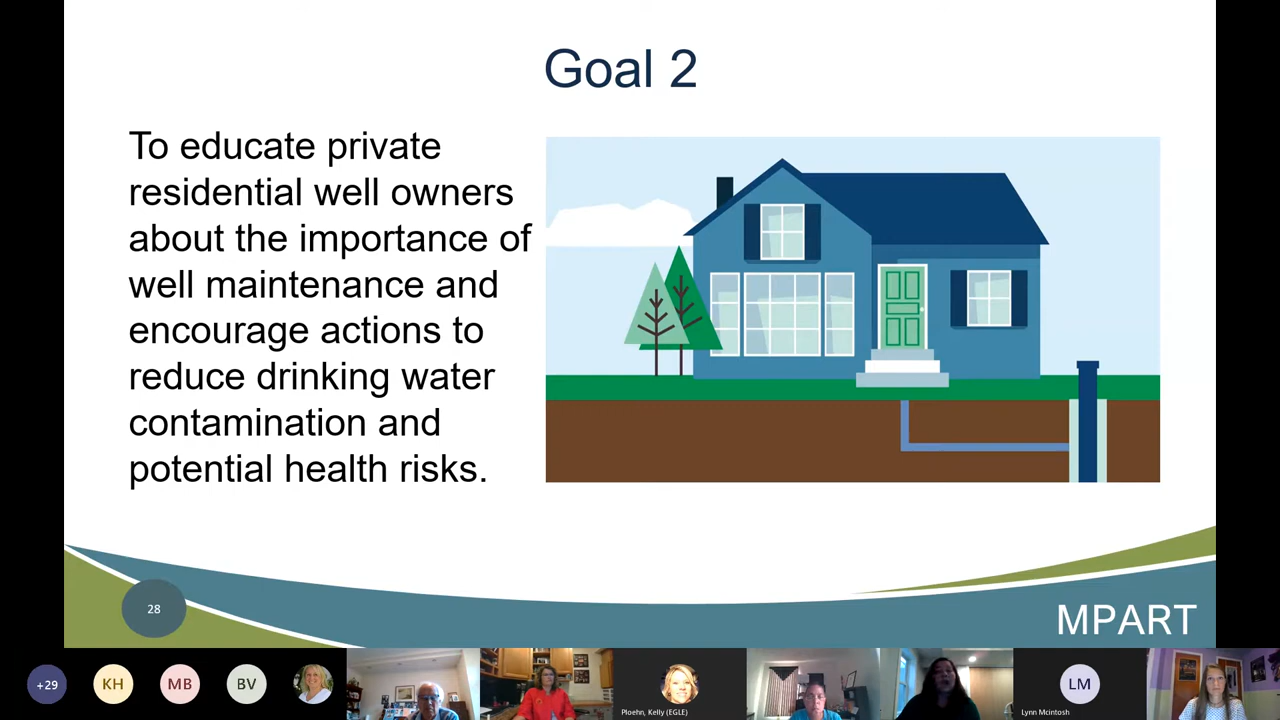 Goal 2
To educate private
residential well owners
about the importance of
well maintenance and
encourage actions to
reduce drinking water
contamination and
potential health risks.
28
MPART
+29
KH
MB
BV
Ploehn, Kelly (EGLE)
LM
Lynn Mcintosh